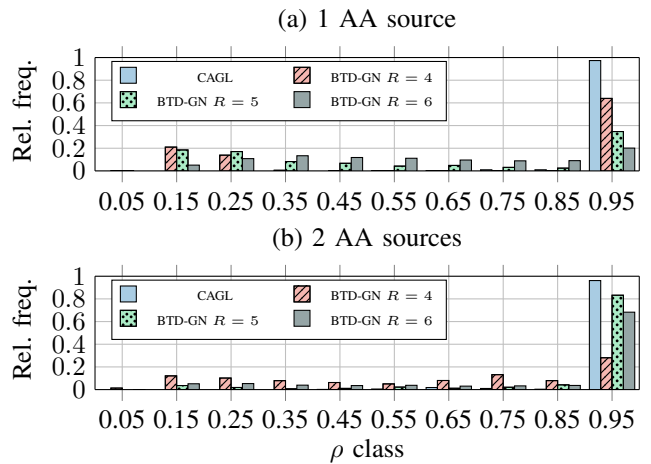 (a) 1 AA source
Rel. freq.
1
0.8
0.6
0.4
0.2
0
CAGL
BTD-GN R = 4
BTD-GN R = 5
BTD-GN R = 6
0.05 0.15 0.25 0.35 0.45 0.55 0.65 0.75 0.85 0.95
(b) 2 AA sources
Rel. freq.
1
0.8
0.6
0.4
0.2
0
CAGL
BTD-GN R = 4
BTD-GN R = 5
BTD-GN R = 6
0.05 0.15 0.25 0.35 0.45 0.55 0.65 0.75 0.85 0.95
ρ class